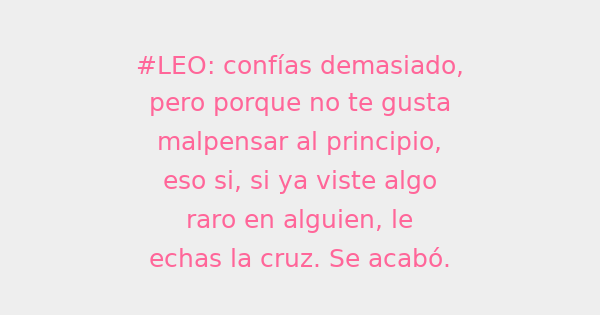 #LEO: confías demasiado,
pero porque no te gusta
malpensar al principio,
eso si, si ya viste algo
raro en alguien, le
echas la cruz. Se acabó.